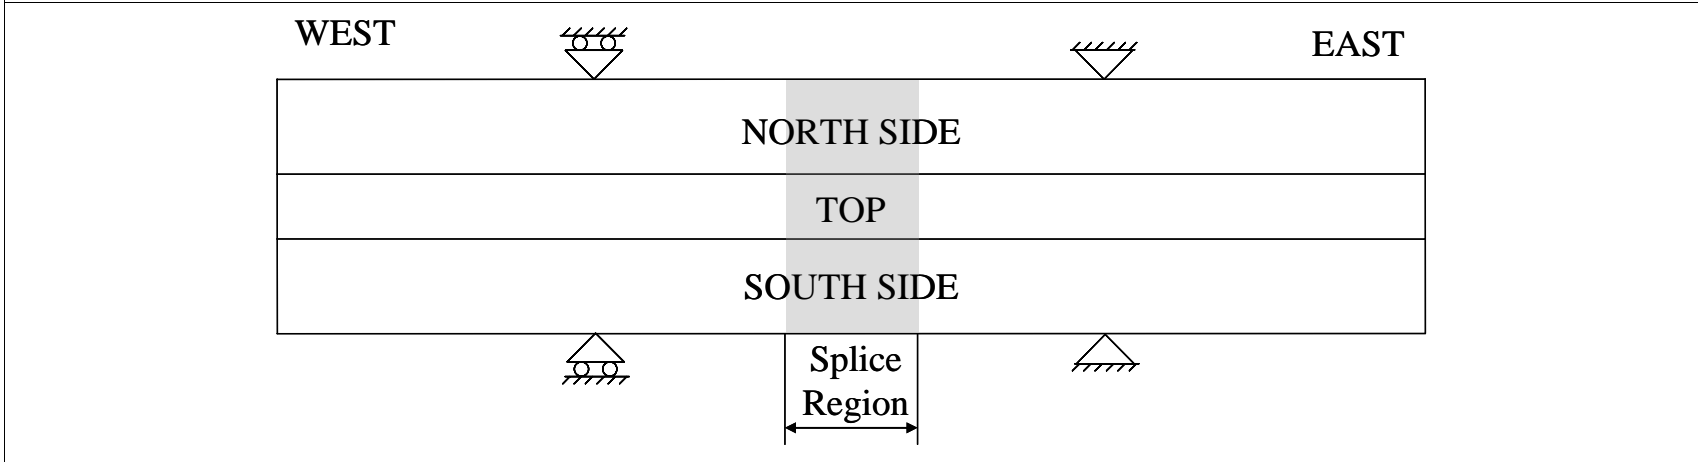 WEST
EAST
NORTH SIDE
TOP
SOUTH SIDE
Splice
Region